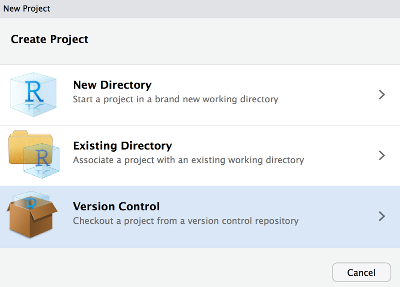 New Project
Create Project
New Directory
Start a project in a brand new working directory
Existing Directory
Associate a project with an existing working directory
Version Control
Checkout a project from a version control repository
Cancel